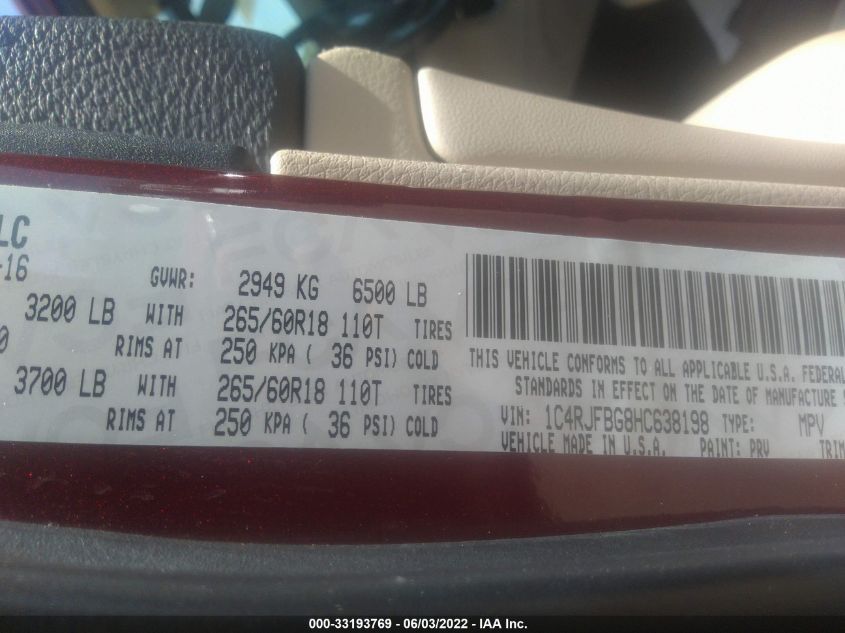 LC
-16
GVWR: 2949 KG 6500 LB
3200 LB WITH 265/60R18 110T TIRES
0 RIMS AT 250 KPA ( 36 PSI) COLD
3700 LB WITH 265/60R18 110T TIRES
RIMS AT 250 KPA ( 36 PSI) COLD
THIS VEHICLE CONFORMS TO ALL APPLICABLE U.S.A. FEDERAL
STANDARDS IN EFFECT ON THE DATE OF MANUFACTURE
VIN: 1C4RJFBG8HC638198 TYPE: MPV
VEHICLE MADE IN U.S.A. PAINT: PRV TRIM
000-33193769 - 06/03/2022 - IAA Inc.